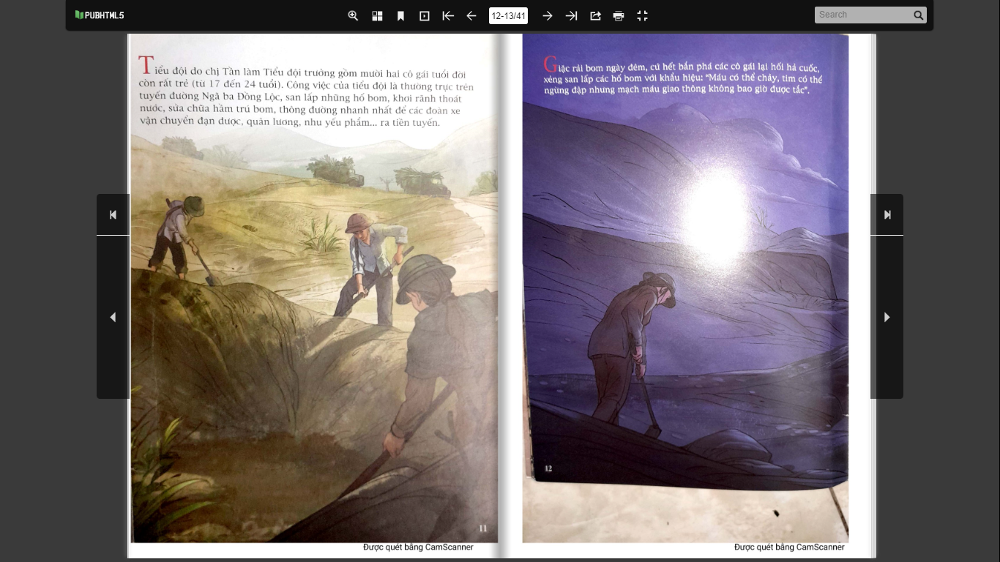 PUBHTML5
12-13/41
Search
Tiểu đội do chị Tần làm Tiểu đội trưởng gồm mười hai cô gái tuổi đời
còn rất trẻ (từ 17 đến 24 tuổi). Công việc của tiểu đội là thường trực trên
tuyến đường Ngã ba Đồng Lộc, san lấp những hố bom, khơi rãnh thoát
nước, sửa chữa hầm trú bom, thông đường nhanh nhất để các đoàn xe
vận chuyển đạn dược, quân lương, nhu yếu phẩm... ra tiền tuyến.
11
Được quét bằng CamScanner
Giặc rải bom ngày đêm, cứ hết bắn phá các cô gái lại hối hả cuốc,
xẻng san lấp các hố bom với khẩu hiệu: “Máu có thể chảy, tim có thể
ngừng đập nhưng mạch máu giao thông không bao giờ được tắc”.
12
Được quét bằng CamScanner